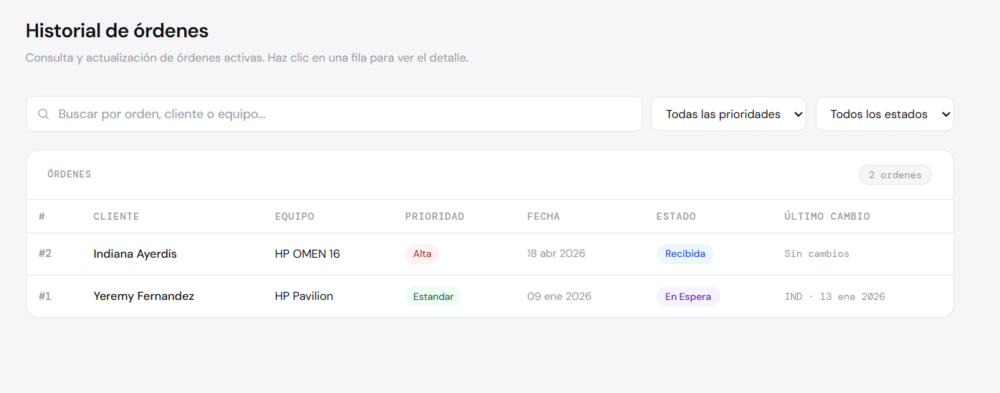 Historial de órdenes
Consulta y actualización de órdenes activas. Haz clic en una fila para ver el detalle.
Buscar por orden, cliente o equipo... Todas las prioridades Todos los estados
ÓRDENES 2 ordenes
# CLIENTE EQUIPO PRIORIDAD FECHA ESTADO ÚLTIMO CAMBIO
#2 Indiana Ayerdis HP OMEN 16 Alta 18 abr 2026 Recibida Sin cambios
#1 Yeremy Fernandez HP Pavilion Estandar 09 ene 2026 En Espera IND · 13 ene 2026